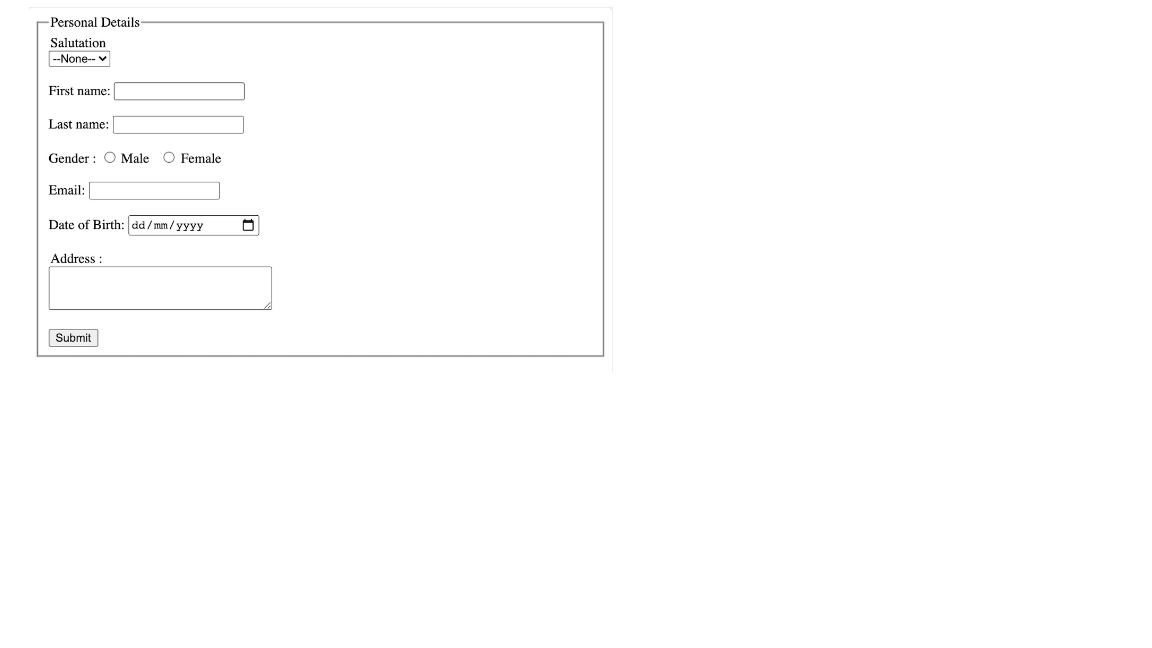 Personal Details
Salutation
--None--
First name:
Last name:
Gender : Male Female
Email:
Date of Birth: dd/mm/yyyy
Address :
Submit